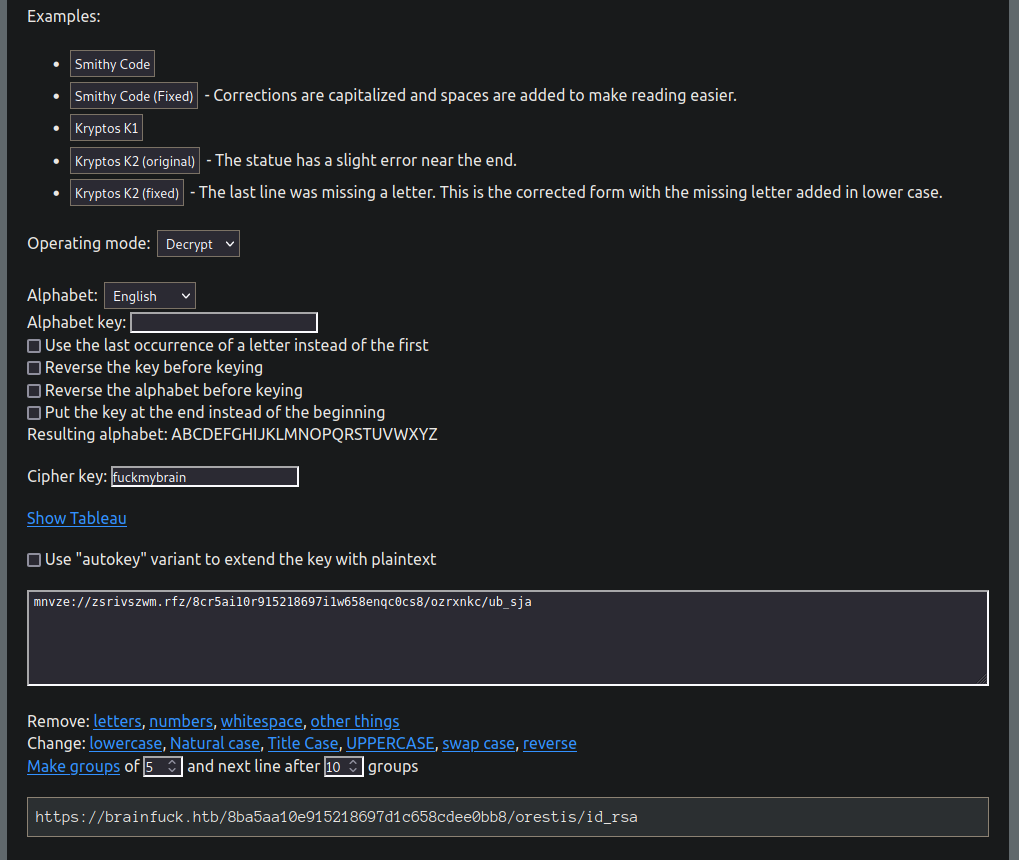 Examples:
• Smithy Code
• Smithy Code (Fixed) - Corrections are capitalized and spaces are added to make reading easier.
• Kryptos K1
• Kryptos K2 (original) - The statue has a slight error near the end.
• Kryptos K2 (fixed) - The last line was missing a letter. This is the corrected form with the missing letter added in lower case.
Operating mode: Decrypt
Alphabet: English
Alphabet key:
Use the last occurrence of a letter instead of the first
Reverse the key before keying
Reverse the alphabet before keying
Put the key at the end instead of the beginning
Resulting alphabet: ABCDEFGHIJKLMNOPQRSTUVWXYZ
Cipher key: fuckmybrain
Show Tableau
Use "autokey" variant to extend the key with plaintext
mnvze://zsrivszwm.rfz/8cr5ai10r915218697i1w658enqc0cs8/ozrxnkc/ub_sja
Remove: letters, numbers, whitespace, other things
Change: lowercase, Natural case, Title Case, UPPERCASE, swap case, reverse
Make groups of 5 and next line after 10 groups
https://brainfuck.htb/8ba5aa10e915218697d1c658cdee0bb8/orestis/id_rsa